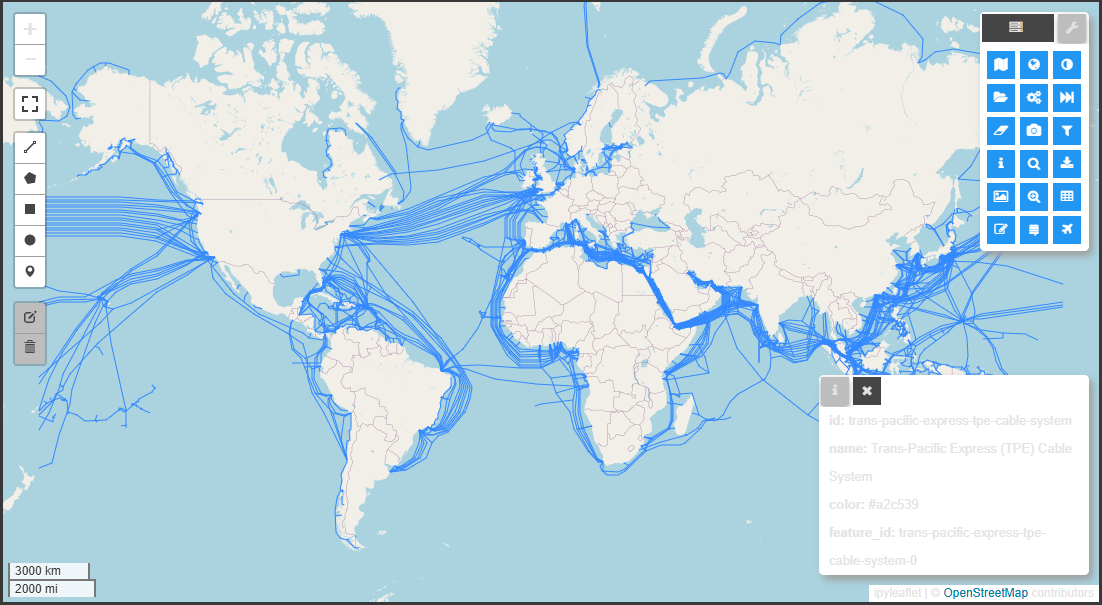 +
−
id: trans-pacific-express-tpe-cable-system
name: Trans-Pacific Express (TPE) Cable
System
color: #a2c539
feature_id: trans-pacific-express-tpe-
cable-system-0
3000 km
2000 mi
ipyleaflet | © OpenStreetMap contributors